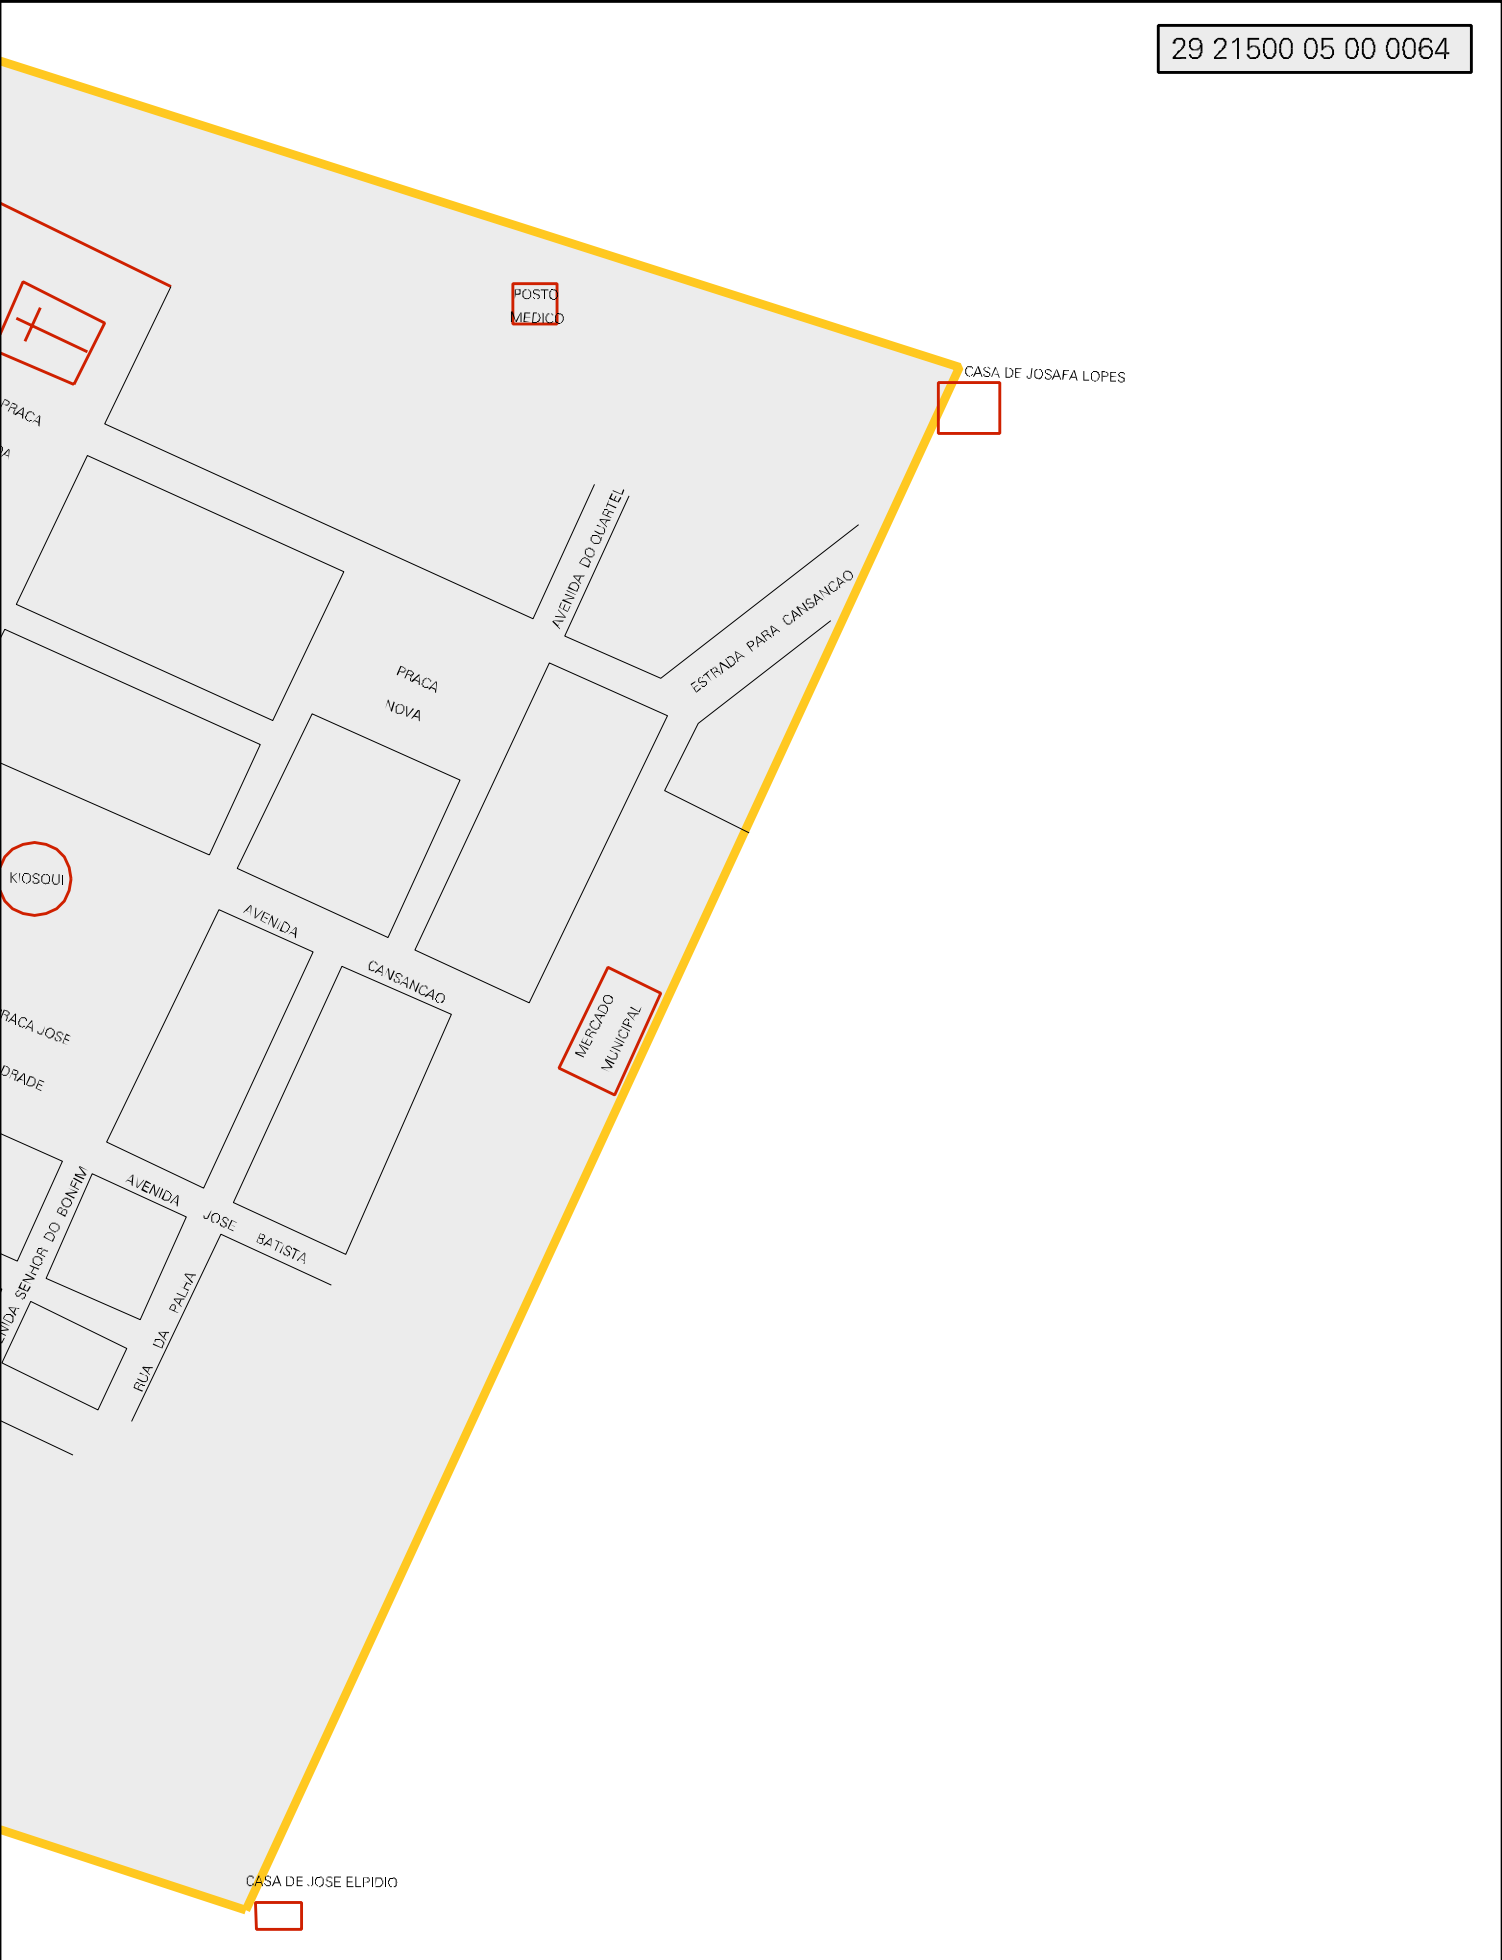 29 21500 05 00 0064
POSTO
MEDICO
CASA DE JOSAFA LOPES
PRACA
DA
AVENIDA DO QUARTEL
ESTRADA PARA CANSANCAO
PRACA
NOVA
KIOSQUI
AVENIDA
CANSANCAO
MERCADO
MUNICIPAL
RACA JOSE
DRADE
AVENIDA
JOSE
BATISTA
ENIDA SENHOR DO BONFIM
RUA DA PALHA
CASA DE JOSE ELPIDIO